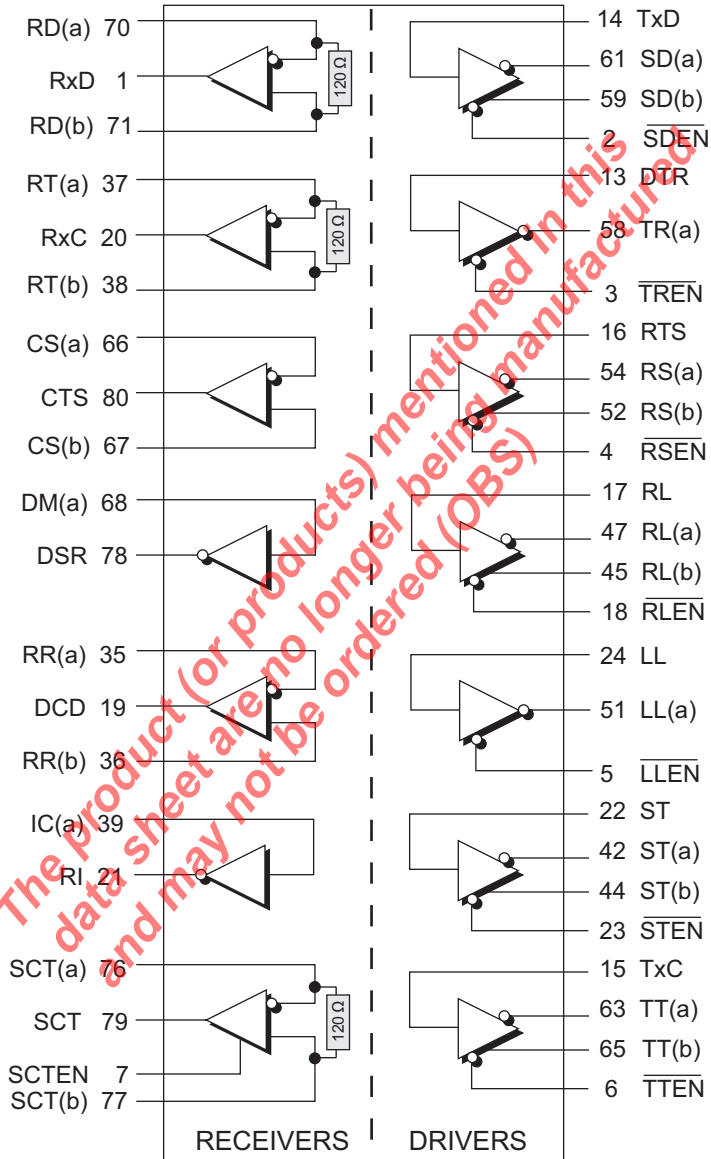 RD(a) 70
RxD 1
RD(b) 71
120 Ω
RT(a) 37
RxC 20
RT(b) 38
120 Ω
CS(a) 66
CTS 80
CS(b) 67
DM(a) 68
DSR 78
RR(a) 35
DCD 19
RR(b) 36
IC(a) 39
RI 21
SCT(a) 76
SCT 79
SCTEN 7
SCT(b) 77
120 Ω
RECEIVERS
14 TxD
61 SD(a)
59 SD(b)
2 SDEN
13 DTR
58 TR(a)
3 TREN
16 RTS
54 RS(a)
52 RS(b)
4 RSEN
17 RL
47 RL(a)
45 RL(b)
18 RLEN
24 LL
51 LL(a)
5 LLEN
22 ST
42 ST(a)
44 ST(b)
23 STEN
15 TxC
63 TT(a)
65 TT(b)
6 TTEN
DRIVERS
The product (or products) mentioned in this
data sheet are no longer being manufactured
and may not be ordered (OBS)